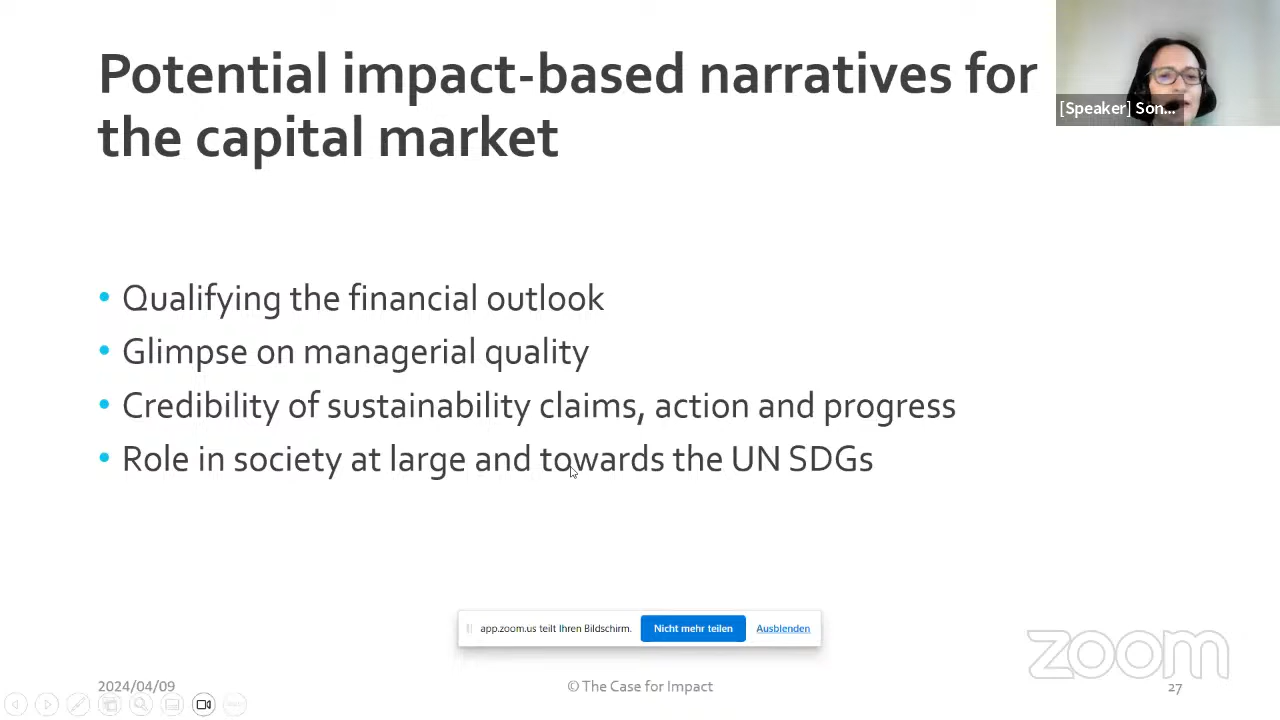 Potential impact-based narratives for
the capital market
[Speaker] Son...
• Qualifying the financial outlook
• Glimpse on managerial quality
• Credibility of sustainability claims, action and progress
• Role in society at large and towards the UN SDGs
app.zoom.us teilt Ihren Bildschirm. Nicht mehr teilen Ausblenden
zoom
2024/04/09 © The Case for Impact 27